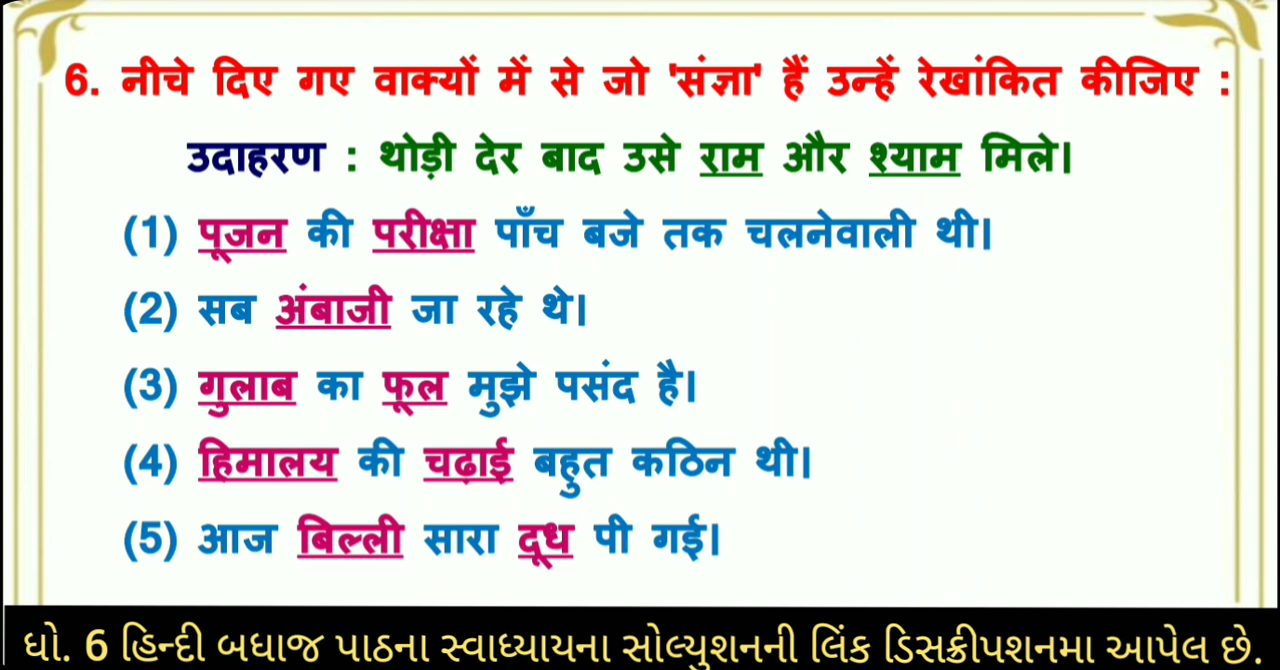 6. नीचे दिए गए वाक्यों में से जो 'संज्ञा' हैं उन्हें रेखांकित कीजिए :
उदाहरण : थोड़ी देर बाद उसे राम और श्याम मिले।
(1) पूजन की परीक्षा पाँच बजे तक चलनेवाली थी।
(2) सब अंबाजी जा रहे थे।
(3) गुलाब का फूल मुझे पसंद है।
(4) हिमालय की चढ़ाई बहुत कठिन थी।
(5) आज बिल्ली सारा दूध पी गई।
ધો. 6 હિન્દી બધાજ પાઠના સ્વાધ્યાયના સોલ્યુશનની લિંક ડિસક્રીપશનમા આપેલ છે.